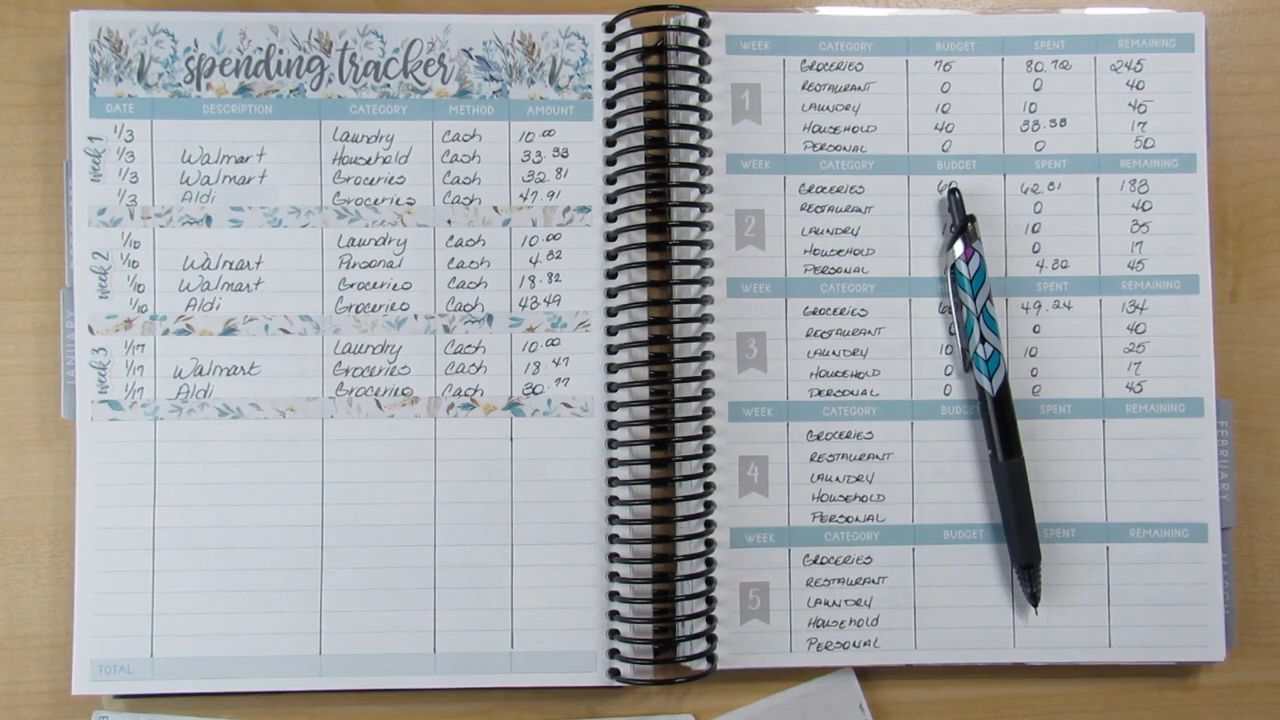 spending tracker
DATE DESCRIPTION CATEGORY METHOD AMOUNT
week 1
1/3 Laundry Cash 10.00
1/3 Walmart Household Cash 33.33
1/3 Walmart Groceries Cash 32.81
1/3 Aldi Groceries Cash 47.91
week 2
1/10 Laundry Cash 10.00
1/10 Walmart Personal Cash 4.82
1/10 Walmart Groceries Cash 18.82
1/10 Aldi Groceries Cash 43.49
week 3
1/17 Laundry Cash 10.00
1/17 Walmart Groceries Cash 18.47
1/17 Aldi Groceries Cash 30.77
TOTAL
JANUARY
WEEK CATEGORY BUDGET SPENT REMAINING
1
GROCERIES 75 80.72 245
RESTAURANT 0 0 40
LAUNDRY 10 10 45
HOUSEHOLD 40 33.33 17
PERSONAL 0 0 50
WEEK CATEGORY BUDGET SPENT REMAINING
2
GROCERIES 62.31 183
RESTAURANT 0 40
LAUNDRY 10 35
HOUSEHOLD 0 17
PERSONAL 4.82 45
WEEK CATEGORY SPENT REMAINING
3
GROCERIES 49.24 134
RESTAURANT 0 0 40
LAUNDRY 10 10 25
HOUSEHOLD 0 0 17
PERSONAL 0 0 45
WEEK CATEGORY BUDGET SPENT REMAINING
4
GROCERIES
RESTAURANT
LAUNDRY
HOUSEHOLD
PERSONAL
WEEK CATEGORY BUDGET SPENT REMAINING
5
GROCERIES
RESTAURANT
LAUNDRY
HOUSEHOLD
PERSONAL
FEBRUARY